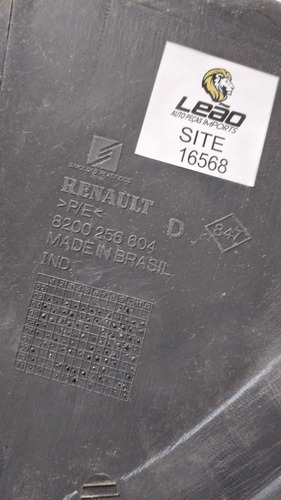 Leão
AUTO PEÇAS IMPORTS
SITE
16568
RENAULT
>P/E<
8200 256 604
MADE IN BRASIL
IND.
D
847